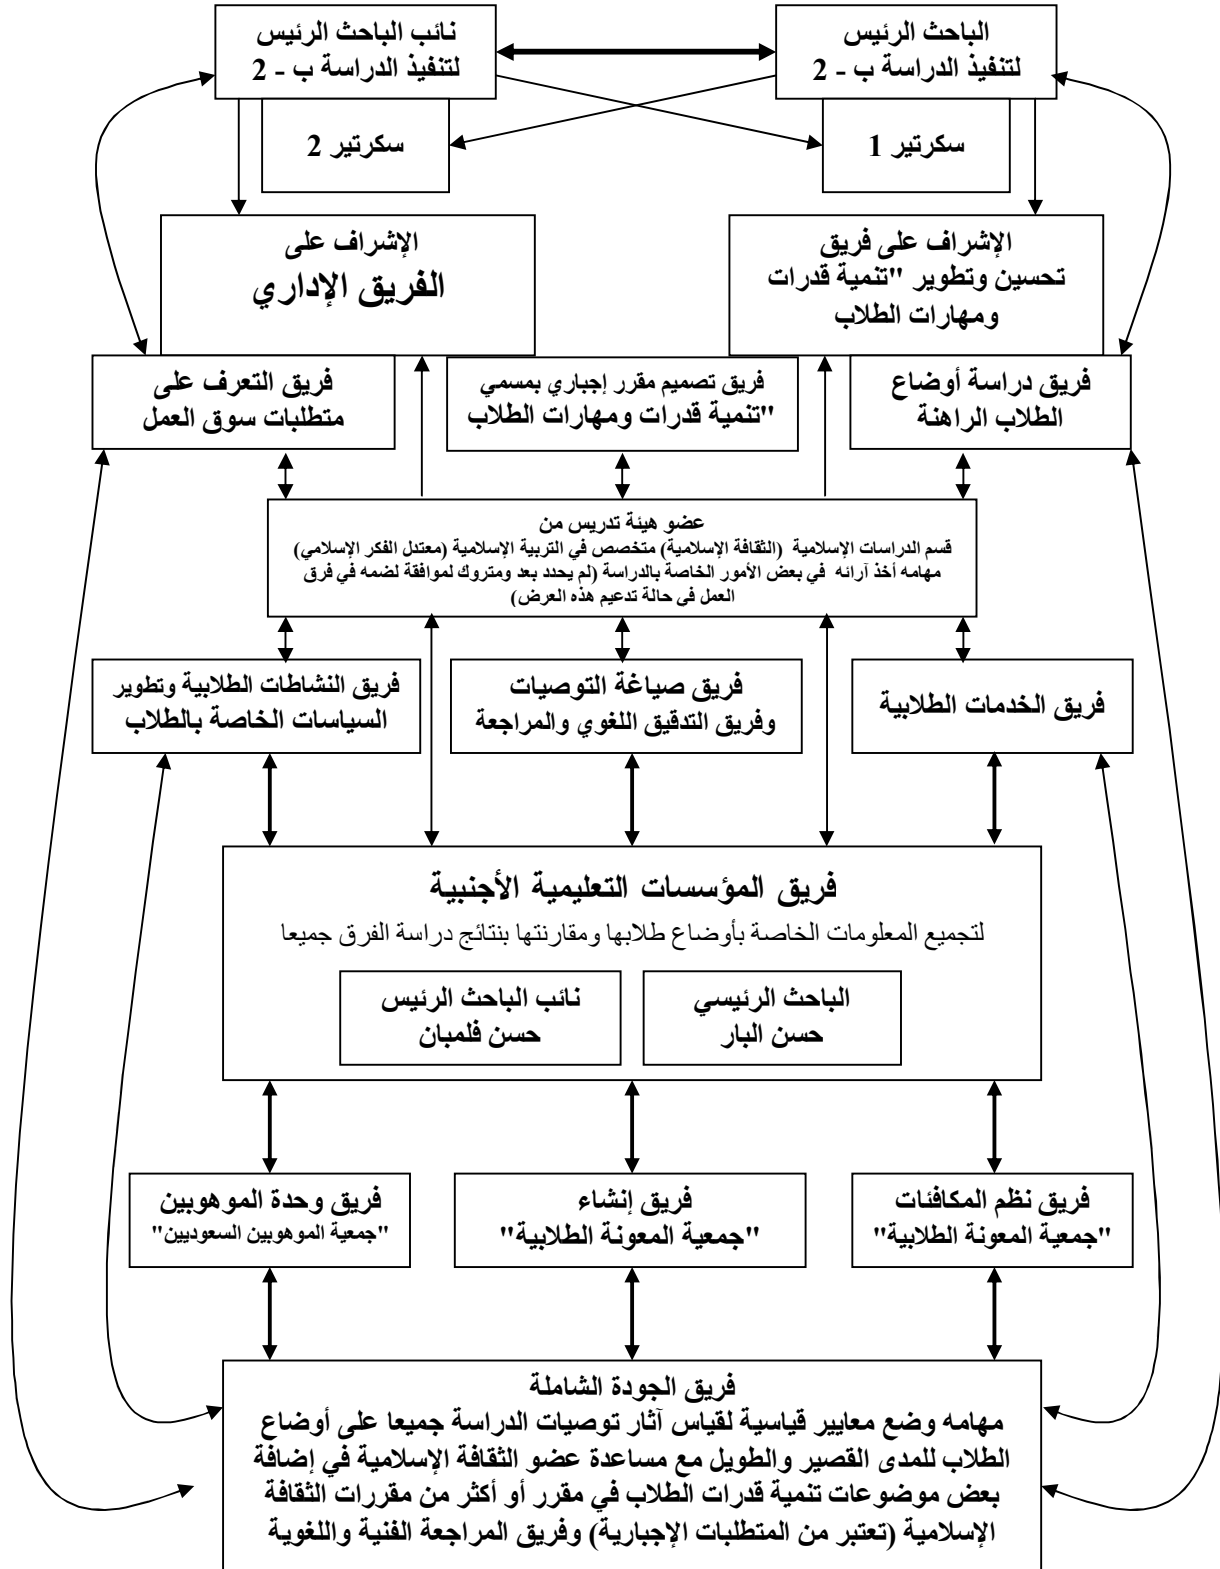 الباحث الرئيس
لتنفيذ الدراسة ب - 2
نائب الباحث الرئيس
لتنفيذ الدراسة ب - 2
سكرتير 1
سكرتير 2
الإشراف على فريق
تحسين وتطوير "تنمية قدرات
ومهارات الطلاب
الإشراف على
الفريق الإداري
فريق دراسة أوضاع
الطلاب الراهنة
فريق تصميم مقرر إجباري بمسمي
"تنمية قدرات ومهارات الطلاب
فريق التعرف على
متطلبات سوق العمل
عضو هيئة تدريس من
قسم الدراسات الإسلامية (الثقافة الإسلامية) متخصص في التربية الإسلامية (معتدل الفكر الإسلامي)
مهامه أخذ آرائه في بعض الأمور الخاصة بالدراسة (لم يحدد بعد ومتروك لموافقة لضمه في فرق
العمل في حالة تدعيم هذه العرض)
فريق الخدمات الطلابية
فريق صياغة التوصيات
وفريق التدقيق اللغوي والمراجعة
فريق النشاطات الطلابية وتطوير
السياسات الخاصة بالطلاب
فريق المؤسسات التعليمية الأجنبية
لتجميع المعلومات الخاصة بأوضاع طلابها ومقارنتها بنتائج دراسة الفرق جميعا
الباحث الرئيسي
حسن البار
نائب الباحث الرئيس
حسن فلمبان
فريق نظم المكافئات
"جمعية المعونة الطلابية"
فريق إنشاء
"جمعية المعونة الطلابية"
فريق وحدة الموهوبين
"جمعية الموهوبين السعوديين"
فريق الجودة الشاملة
مهامه وضع معايير قياسية لقياس آثار توصيات الدراسة جميعا على أوضاع
الطلاب للمدى القصير والطويل مع مساعدة عضو الثقافة الإسلامية في إضافة
بعض موضوعات تنمية قدرات الطلاب في مقرر أو أكثر من مقررات الثقافة
الإسلامية (تعتبر من المتطلبات الإجبارية) وفريق المراجعة الفنية واللغوية